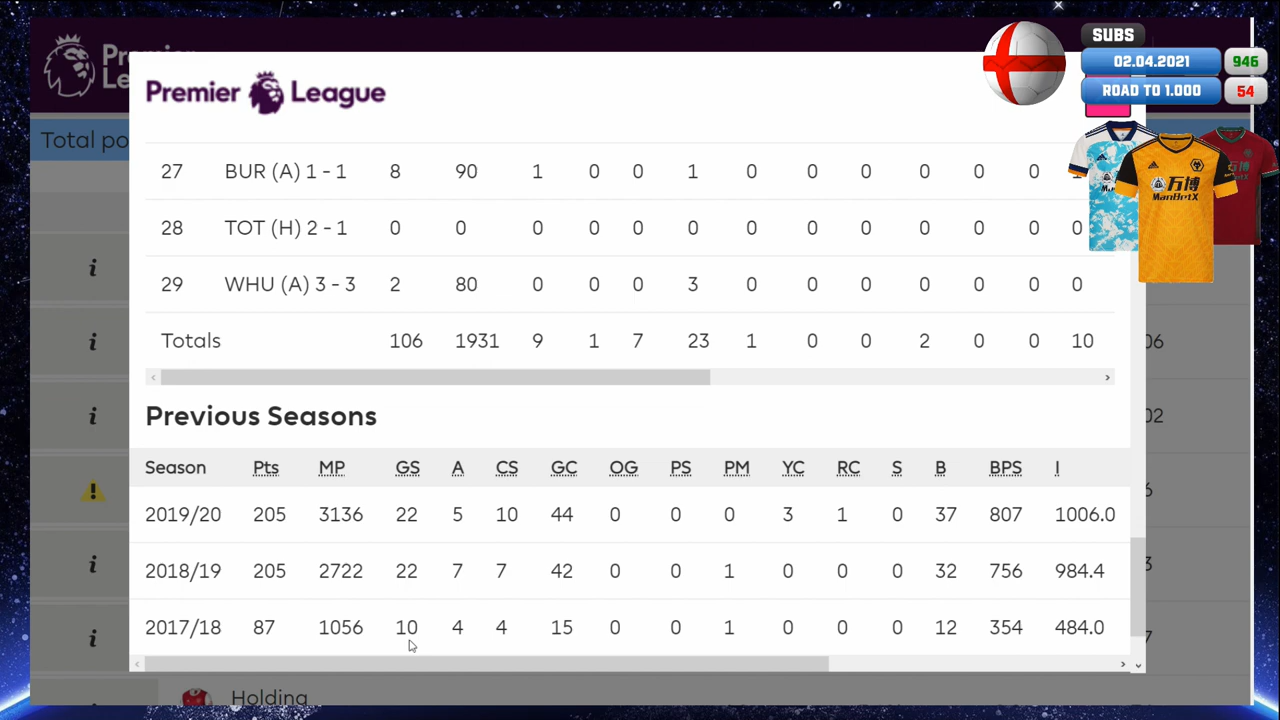 SUBS
02.04.2021 946
ROAD TO 1.000 54
Premier League
Total po
27 BUR (A) 1 - 1 8 90 1 0 0 1 0 0 0 0 0 0
28 TOT (H) 2 - 1 0 0 0 0 0 0 0 0 0 0 0 0 0
29 WHU (A) 3 - 3 2 80 0 0 0 3 0 0 0 0 0 0 0
Totals 106 1931 9 1 7 23 1 0 0 2 0 0 10
Previous Seasons
Season Pts MP GS A CS GC OG PS PM YC RC S B BPS I
2019/20 205 3136 22 5 10 44 0 0 0 3 1 0 37 807 1006.0
2018/19 205 2722 22 7 7 42 0 0 1 0 0 0 32 756 984.4
2017/18 87 1056 10 4 4 15 0 0 1 0 0 0 12 354 484.0
Holding
万博
ManBetX